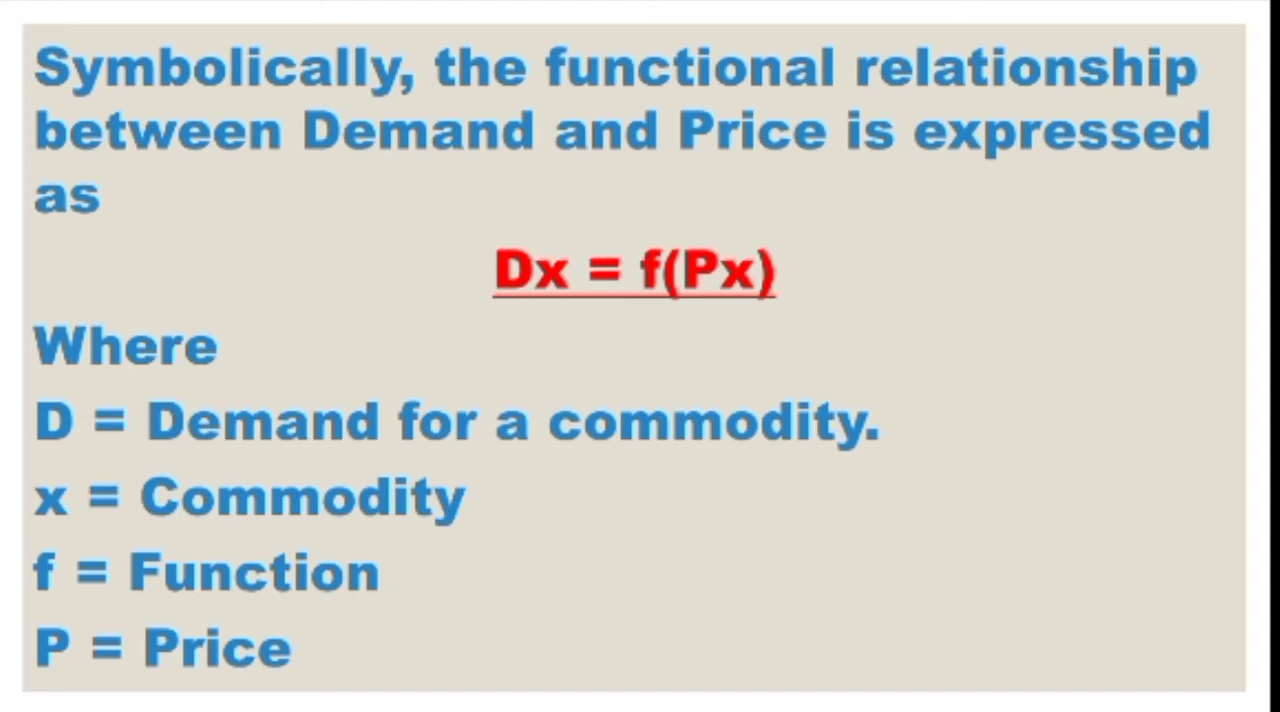 Symbolically, the functional relationship
between Demand and Price is expressed
as
Dx = f(Px)
Where
D = Demand for a commodity.
x = Commodity
f = Function
P = Price